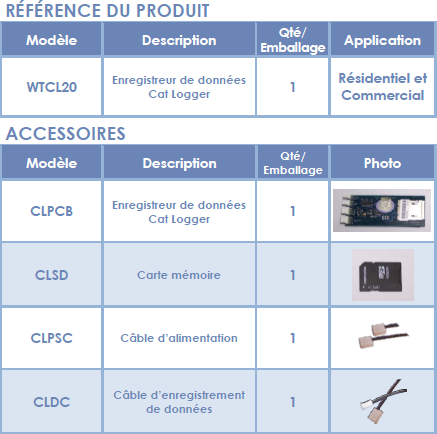 RÉFÉRENCE DU PRODUIT
Modèle Description Qté/ Emballage Application
WTCL20 Enregistreur de données Cat Logger 1 Résidentiel et Commercial
ACCESSOIRES
Modèle Description Qté/ Emballage Photo
CLPCB Enregistreur de données Cat Logger 1
CLSD Carte mémoire 1
CLPSC Câble d'alimentation 1
CLDC Câble d'enregistrement de données 1